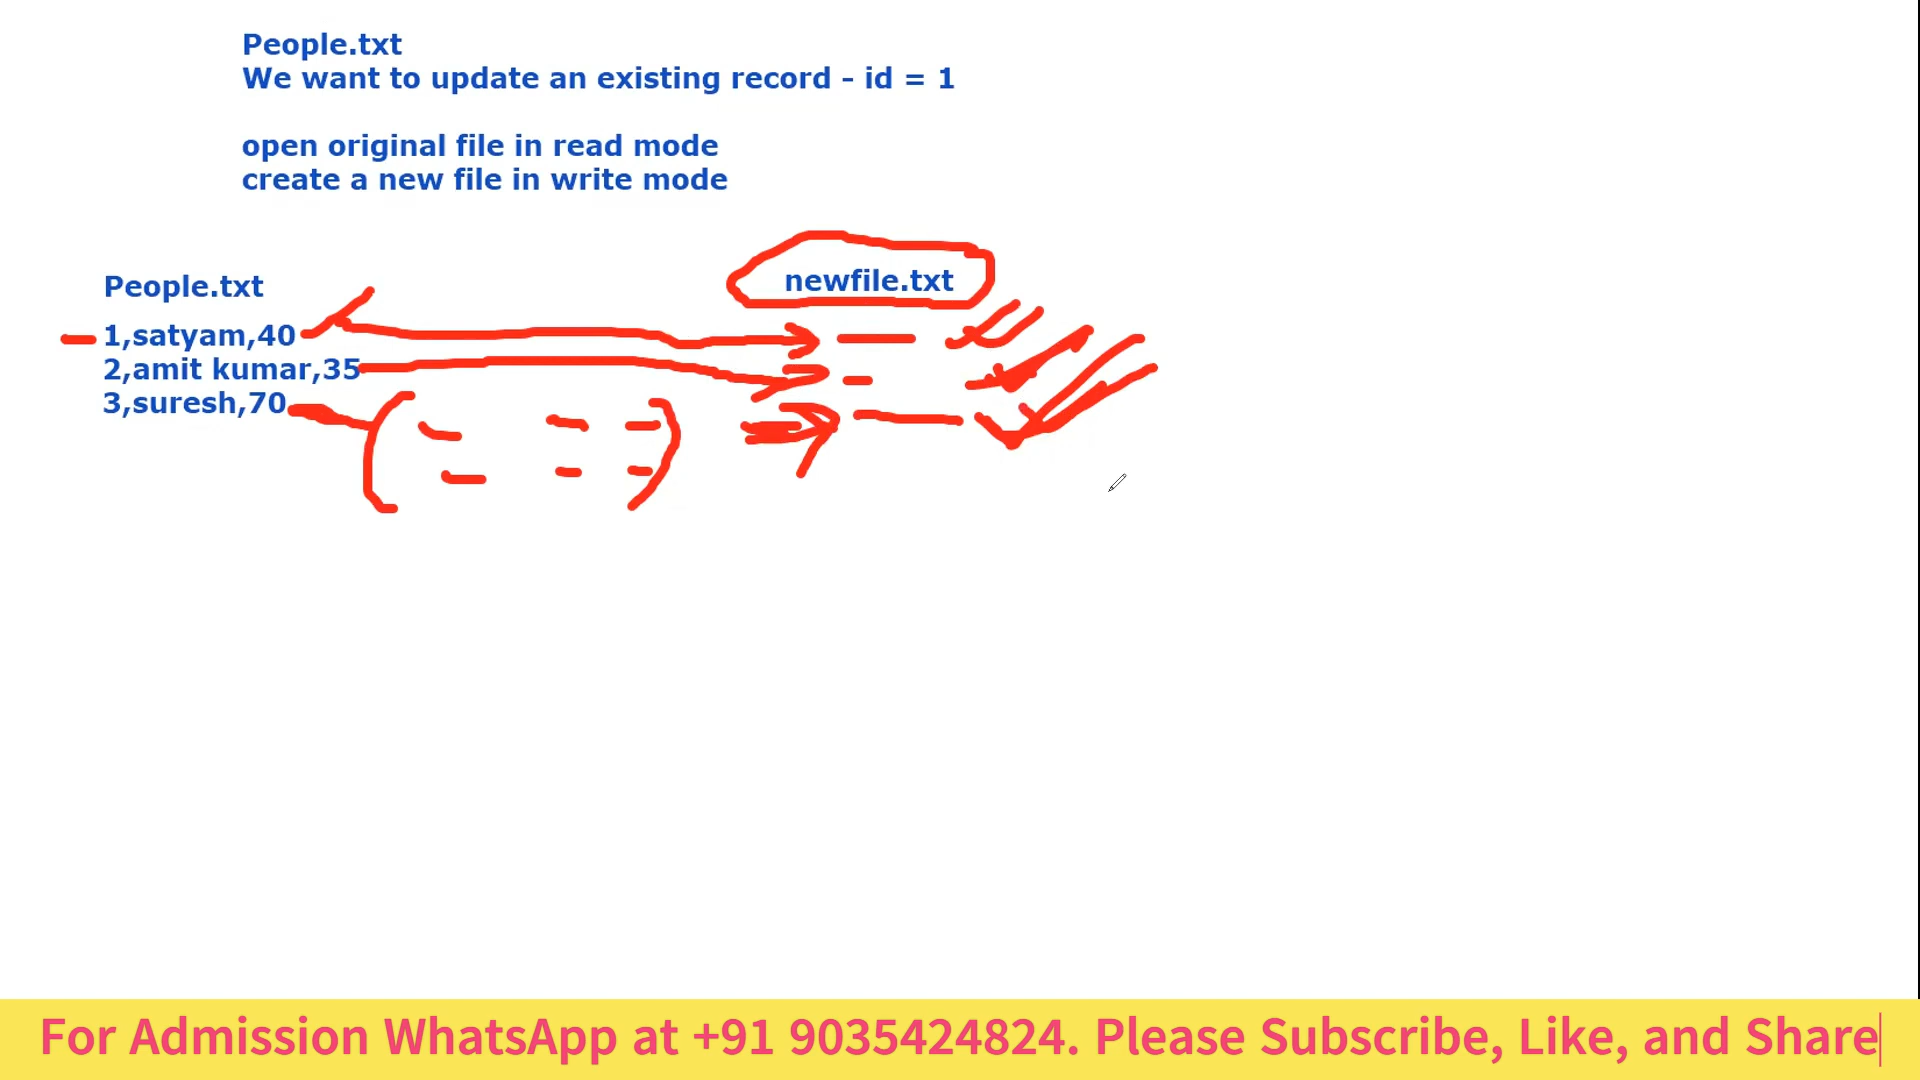 People.txt
We want to update an existing record - id = 1
open original file in read mode
create a new file in write mode
newfile.txt
People.txt
1,satyam,40
2,amit kumar,35
3,suresh,70
For Admission WhatsApp at +91 9035424824. Please Subscribe, Like, and Share